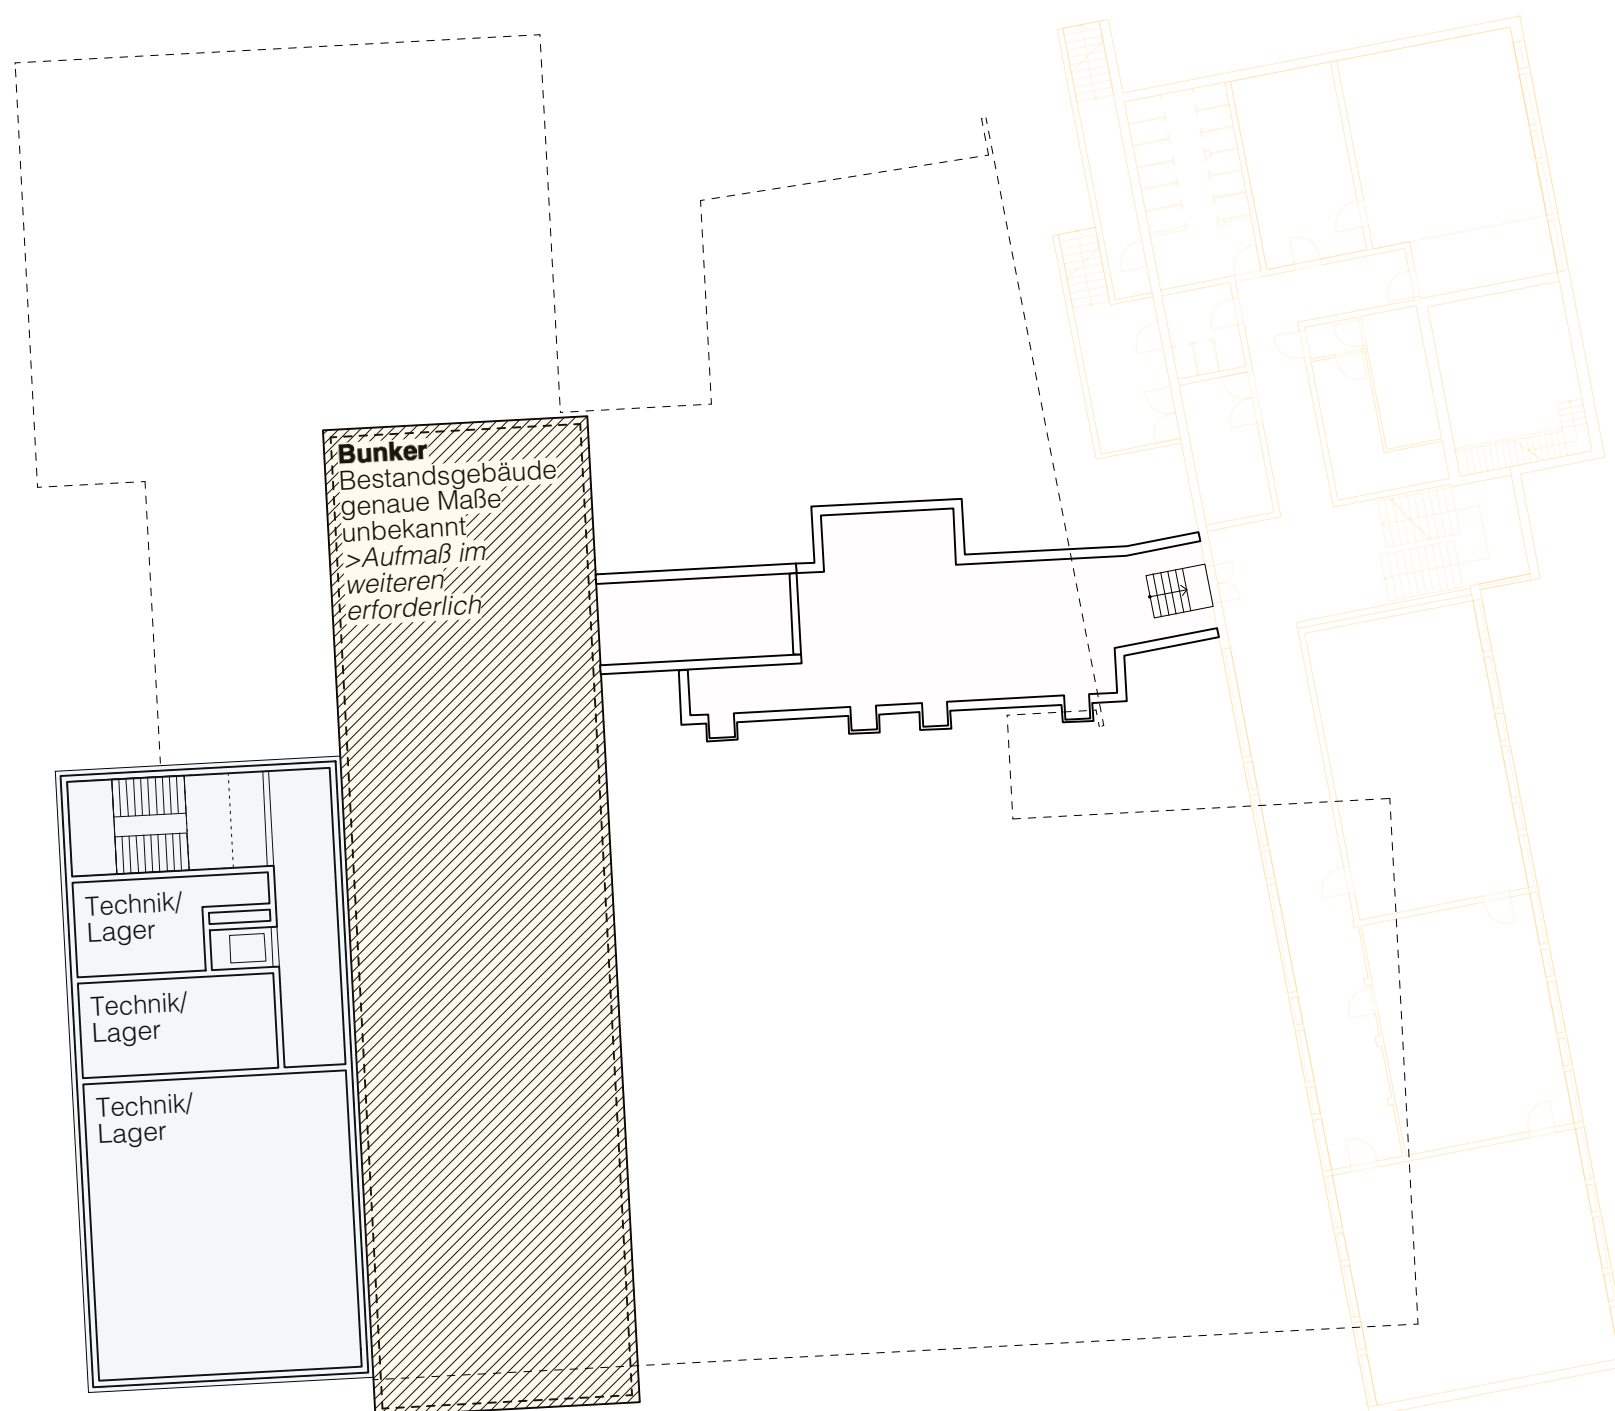 Bunker
Bestandsgebäude
genaue Maße
unbekannt
>Aufmaß im
weiteren
erforderlich
Technik/
Lager
Technik/
Lager
Technik/
Lager